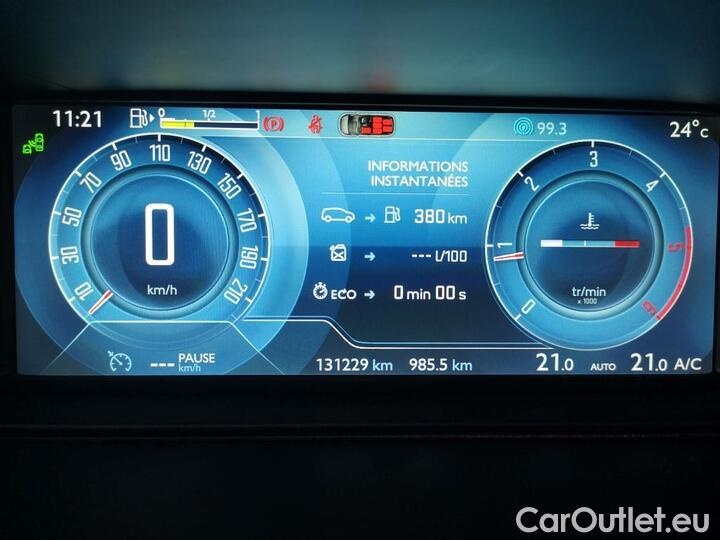 11:21
0 1/2 1
P
99.3
24°c
INFORMATIONS
INSTANTANÉES
380 km
--- L/100
ECO 0 min 00 s
10 30 50 70 90 110 130 150 170 190 210
0
km/h
0 1 2 3 4 5 6
tr/min
x 1000
--- PAUSE
km/h
131229 km 985.5 km
21.0 AUTO 21.0 A/C
CarOutlet.eu